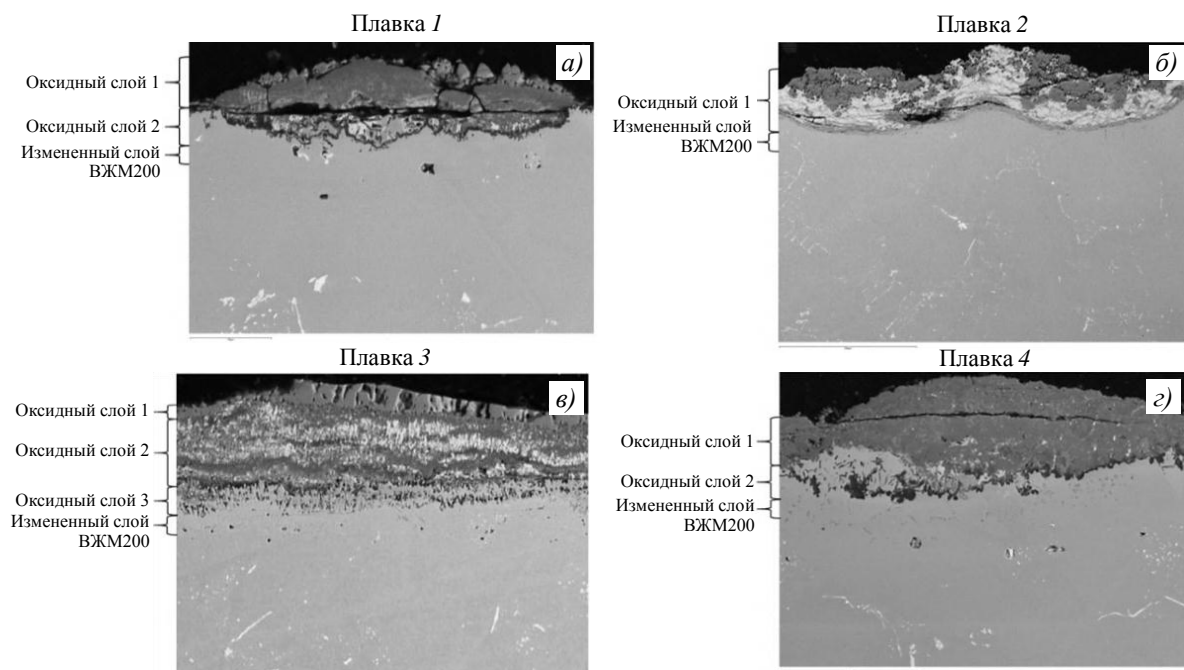 Плавка 1
а)
Оксидный слой 1
Оксидный слой 2
Измененный слой
ВЖМ200
Плавка 2
б)
Оксидный слой 1
Измененный слой
ВЖМ200
Плавка 3
в)
Оксидный слой 1
Оксидный слой 2
Оксидный слой 3
Измененный слой
ВЖМ200
Плавка 4
г)
Оксидный слой 1
Оксидный слой 2
Измененный слой
ВЖМ200